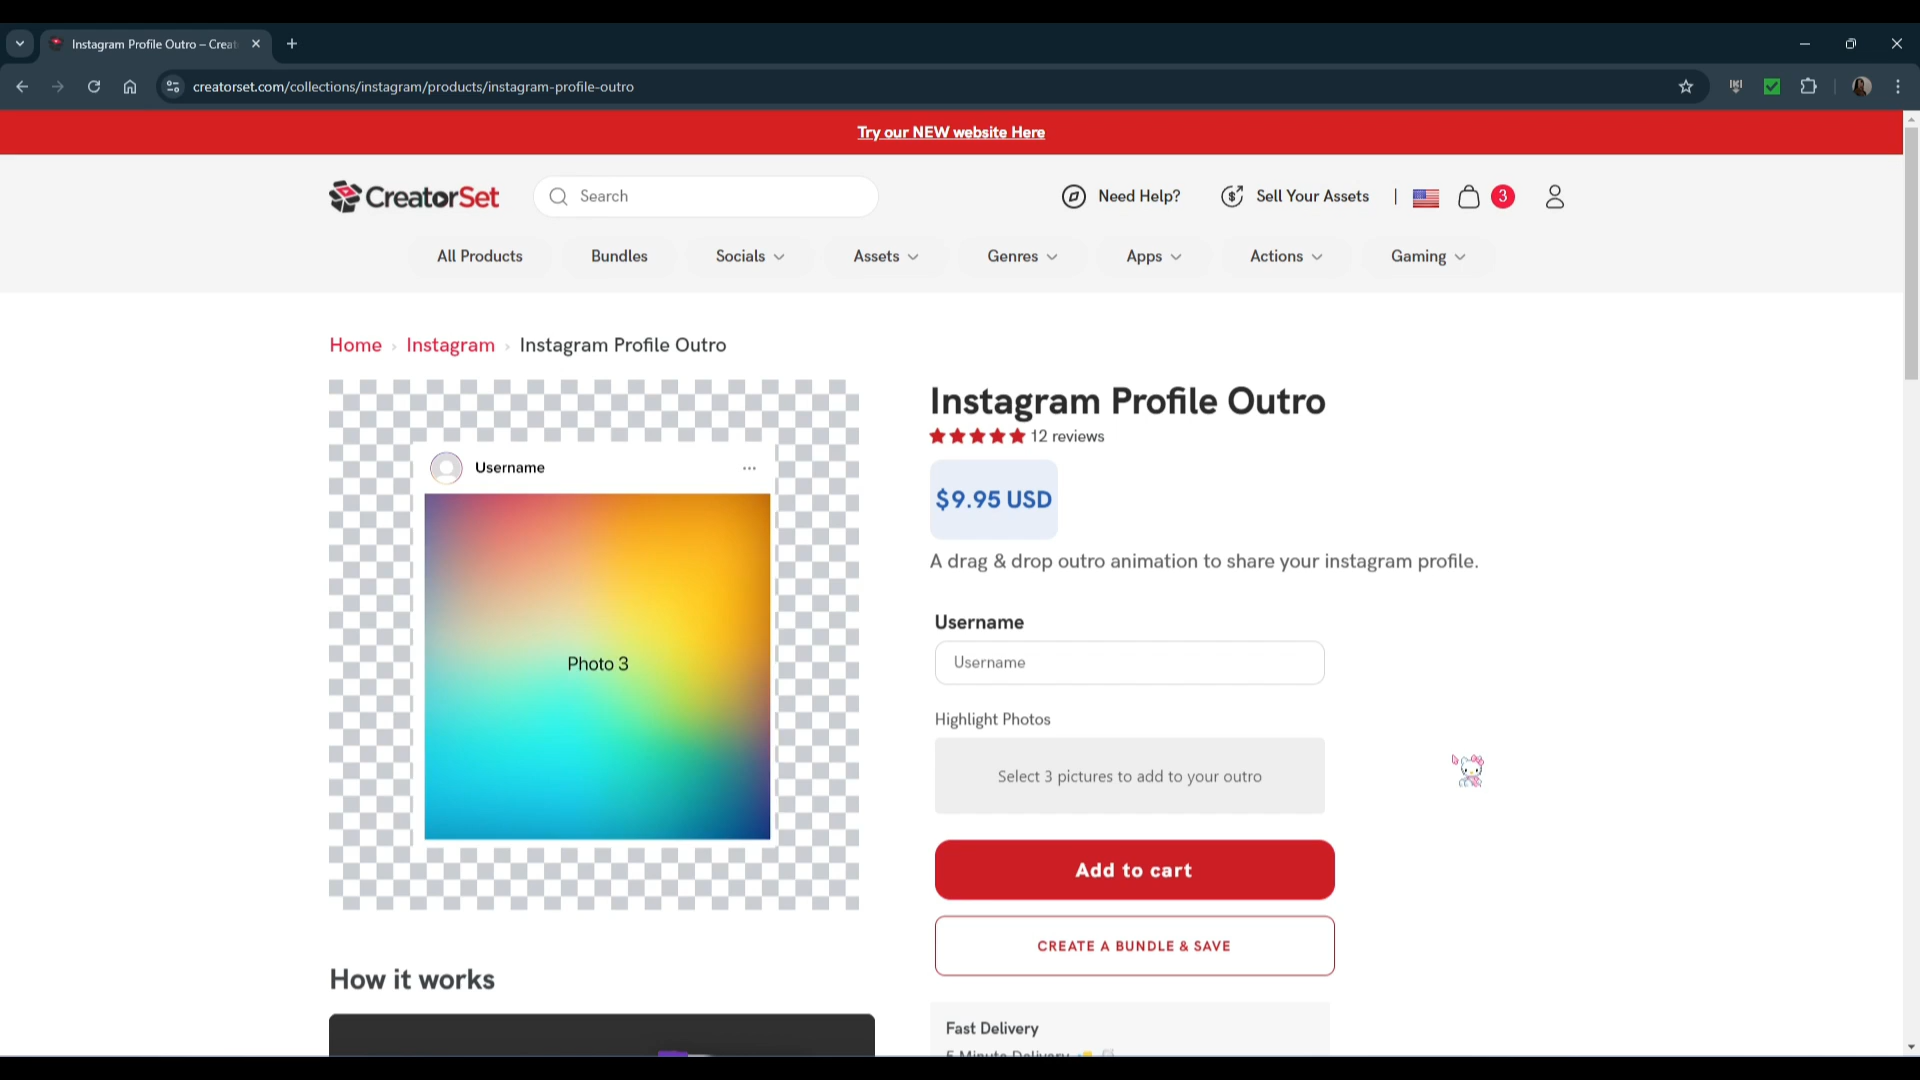 Instagram Profile Outro – Creat
creatorset.com/collections/instagram/products/instagram-profile-outro
Try our NEW website Here
CreatorSet
Search
Need Help?
Sell Your Assets
3
All Products
Bundles
Socials
Assets
Genres
Apps
Actions
Gaming
Home › Instagram › Instagram Profile Outro
Username
Photo 3
Instagram Profile Outro
12 reviews
$9.95 USD
A drag & drop outro animation to share your instagram profile.
Username
Username
Highlight Photos
Select 3 pictures to add to your outro
Add to cart
CREATE A BUNDLE & SAVE
How it works
Fast Delivery
5 Minute Delivery